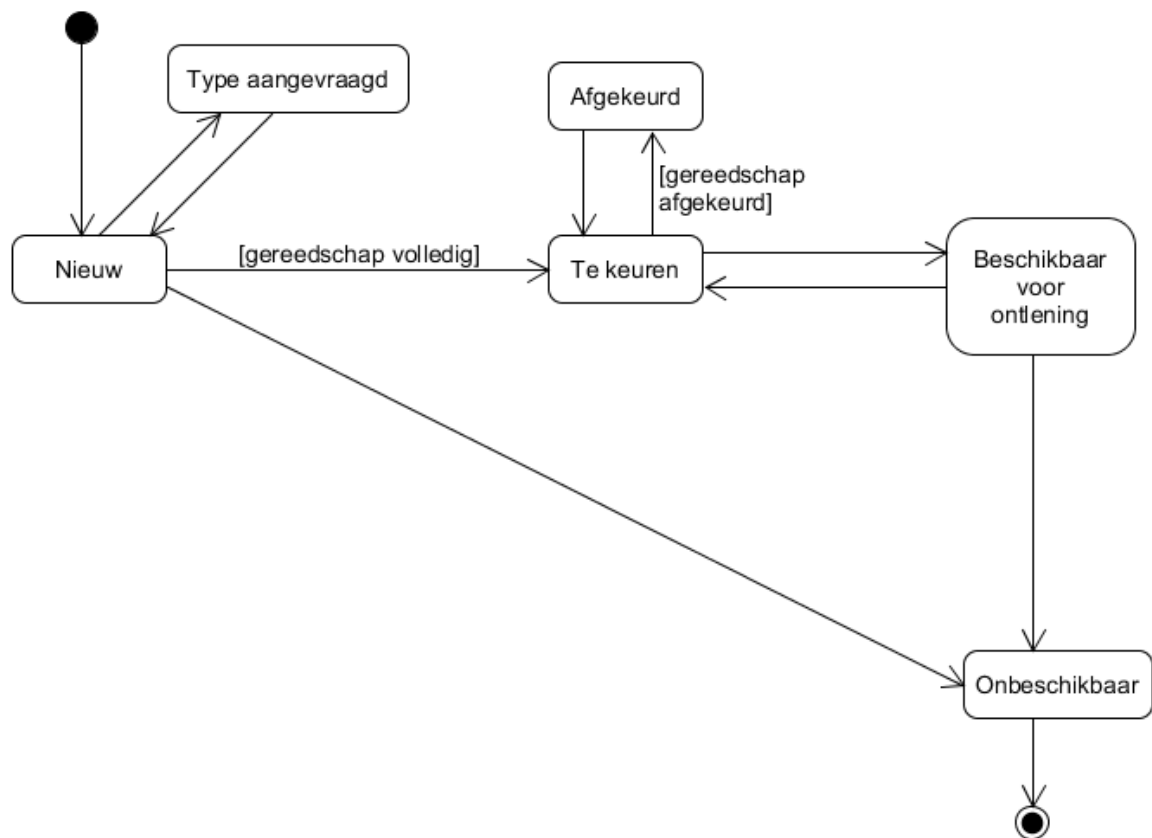 Type aangevraagd
Afgekeurd
[gereedschap
afgekeurd]
Nieuw
[gereedschap volledig]
Te keuren
Beschikbaar
voor
ontlening
Onbeschikbaar